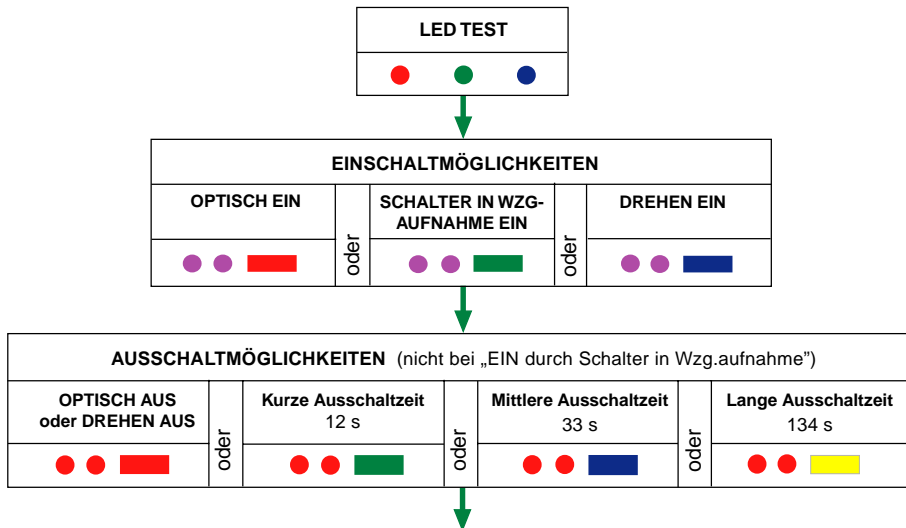 LED TEST
EINSCHALTMÖGLICHKEITEN
OPTISCH EIN
oder
SCHALTER IN WZG-
AUFNAHME EIN
oder
DREHEN EIN
AUSSCHALTMÖGLICHKEITEN (nicht bei „EIN durch Schalter in Wzg.aufnahme”)
OPTISCH AUS
oder DREHEN AUS
oder
Kurze Ausschaltzeit
12 s
oder
Mittlere Ausschaltzeit
33 s
oder
Lange Ausschaltzeit
134 s